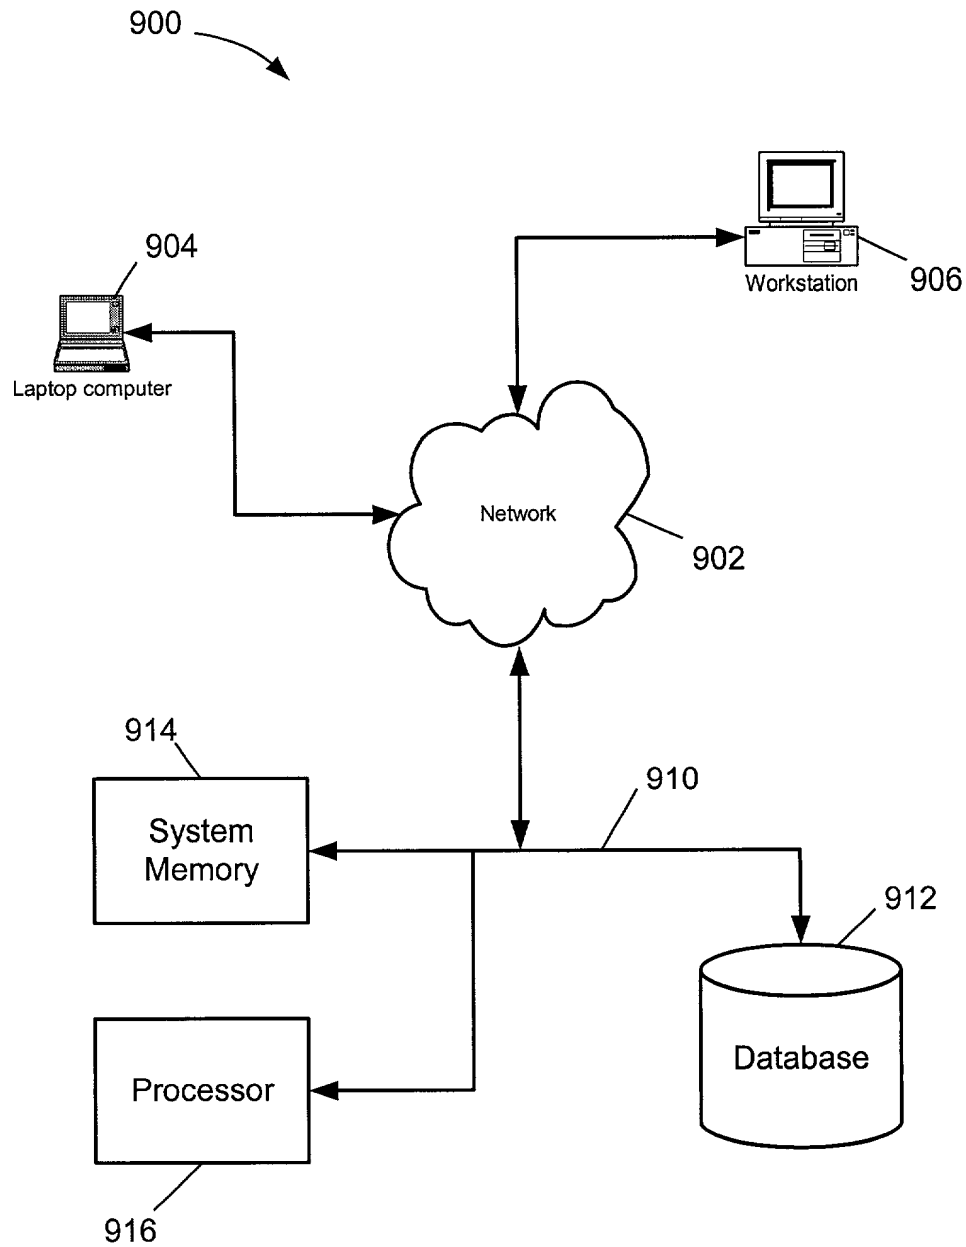 900
904
906
Workstation
Laptop computer
Network
902
914
910
System
Memory
912
Database
Processor
916